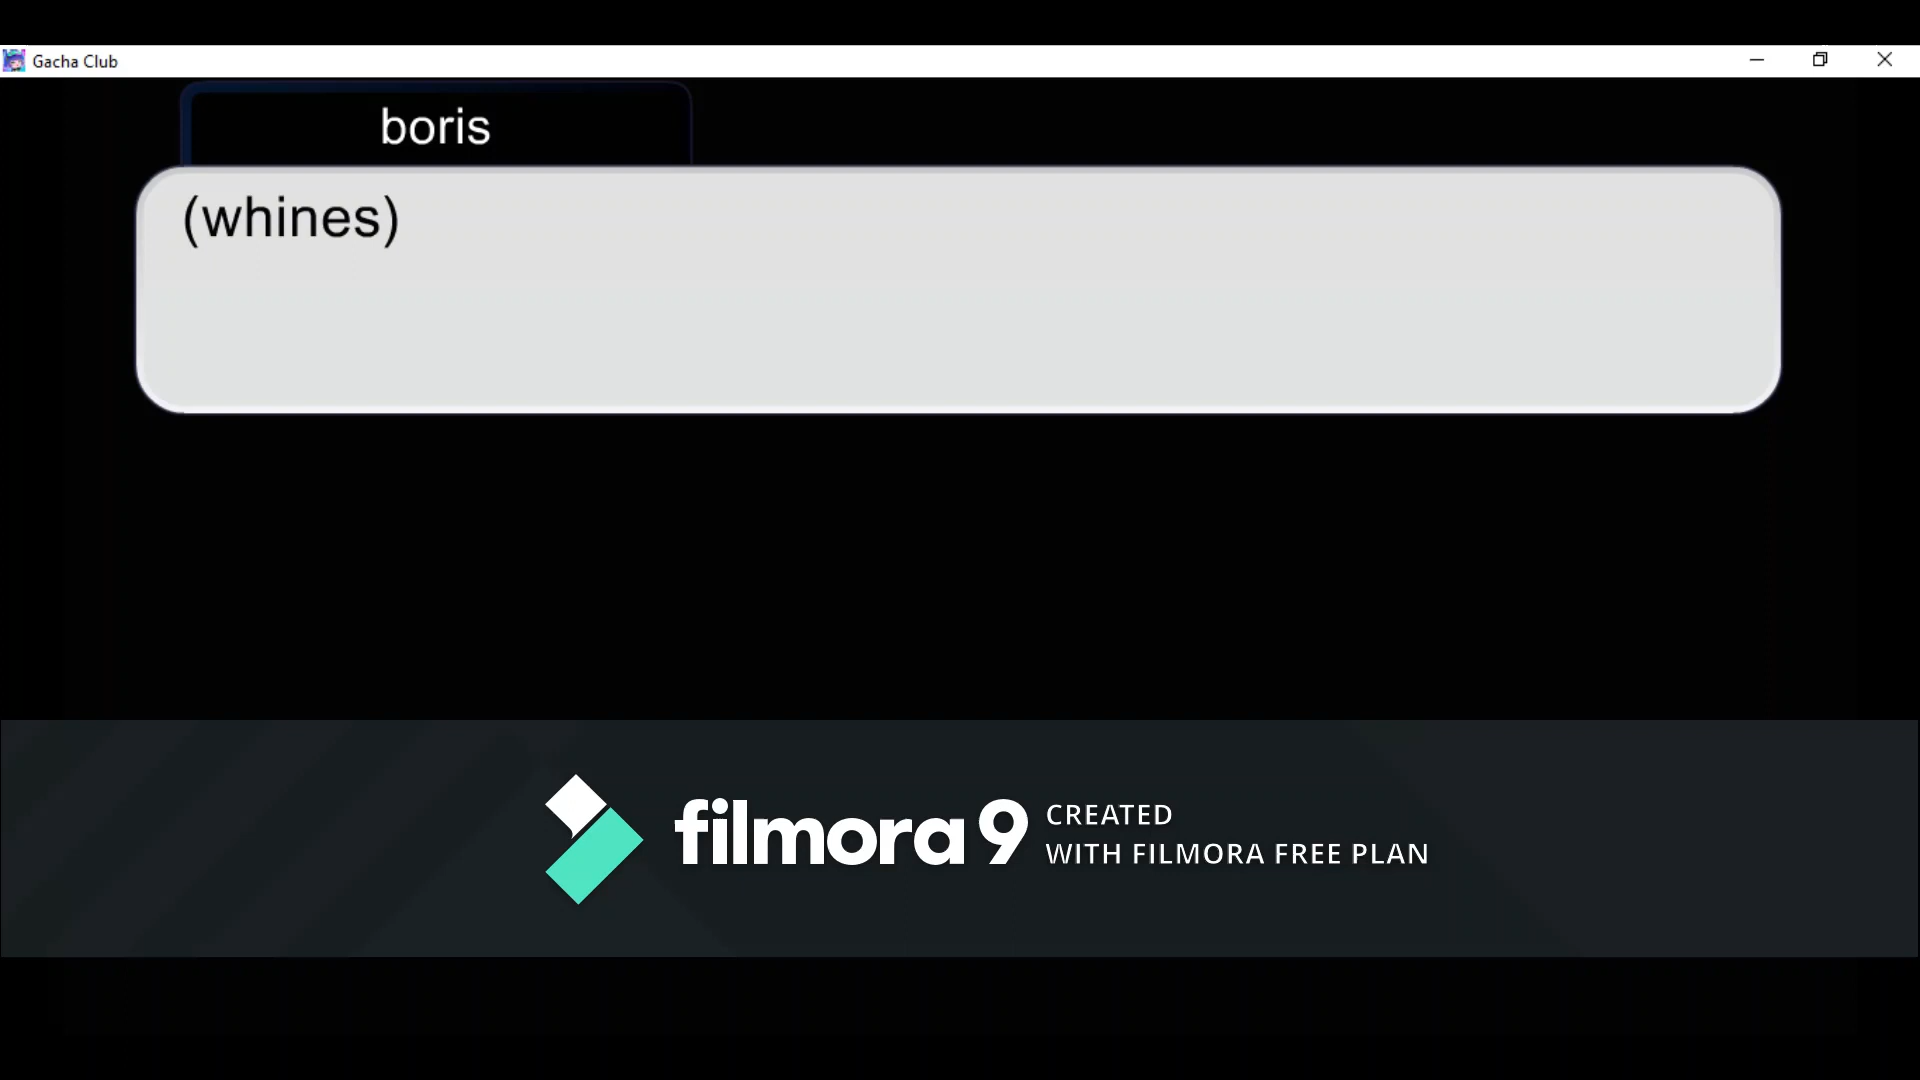 Gacha Club
boris
(whines)
filmora 9
CREATED
WITH FILMORA FREE PLAN